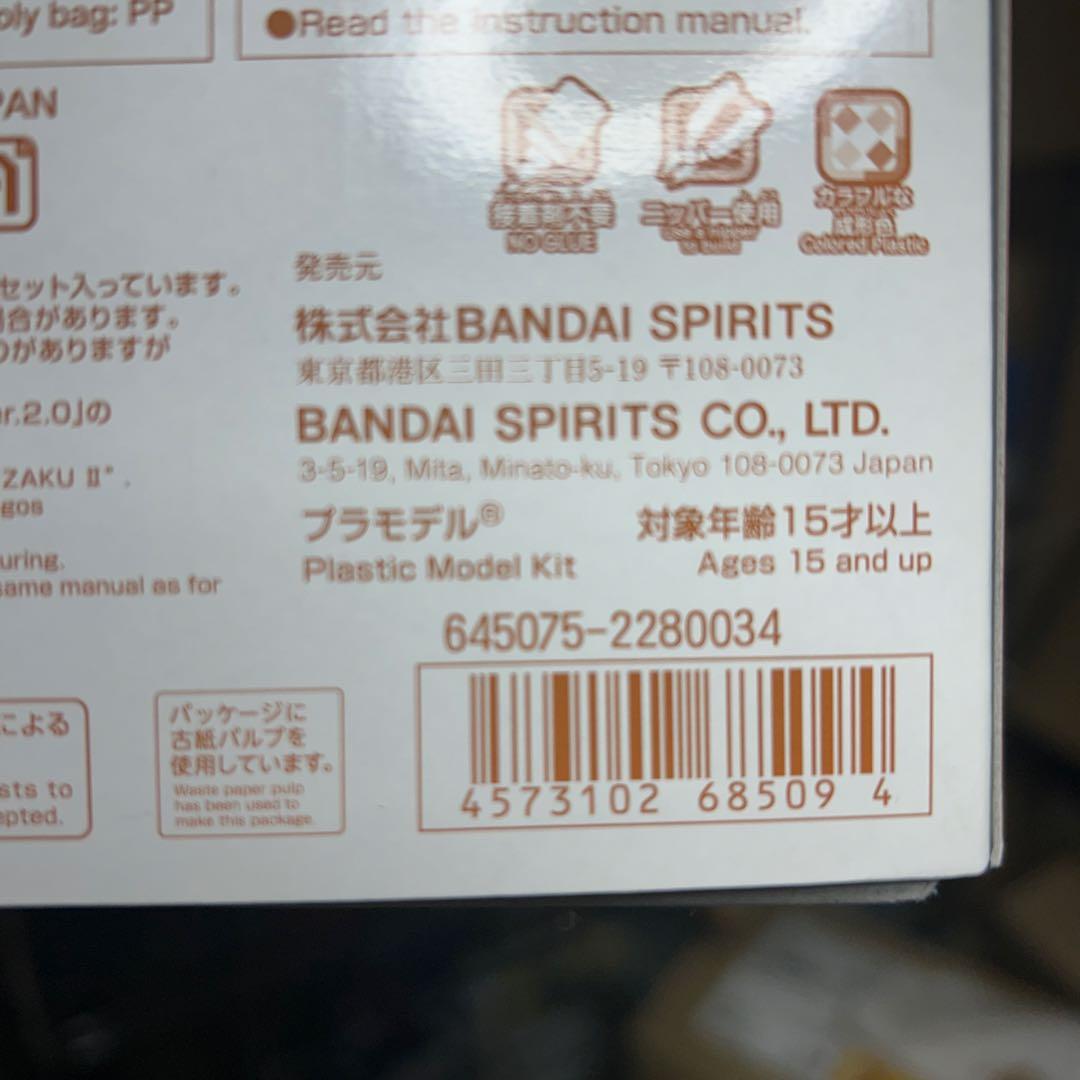 oly bag: PP
●Read the instruction manual.
PAN
接着剤不要
NO GLUE
ニッパー使用
Use a nipper
to build
カラフルな
成形色
Colored Plastic
セット入っています。
場合があります。
のがありますが
er.2.0」の
ZAKU II".
gos
uring.
same manual as for
発売元
株式会社BANDAI SPIRITS
東京都港区三田三丁目5-19 〒108-0073
BANDAI SPIRITS CO., LTD.
3-5-19, Mita, Minato-ku, Tokyo 108-0073 Japan
プラモデル®
対象年齢15才以上
Plastic Model Kit
Ages 15 and up
645075-2280034
による
sts to
epted.
パッケージに
古紙パルプを
使用しています。
Waste paper pulp
has been used to
make this package.
4573102 68509 4